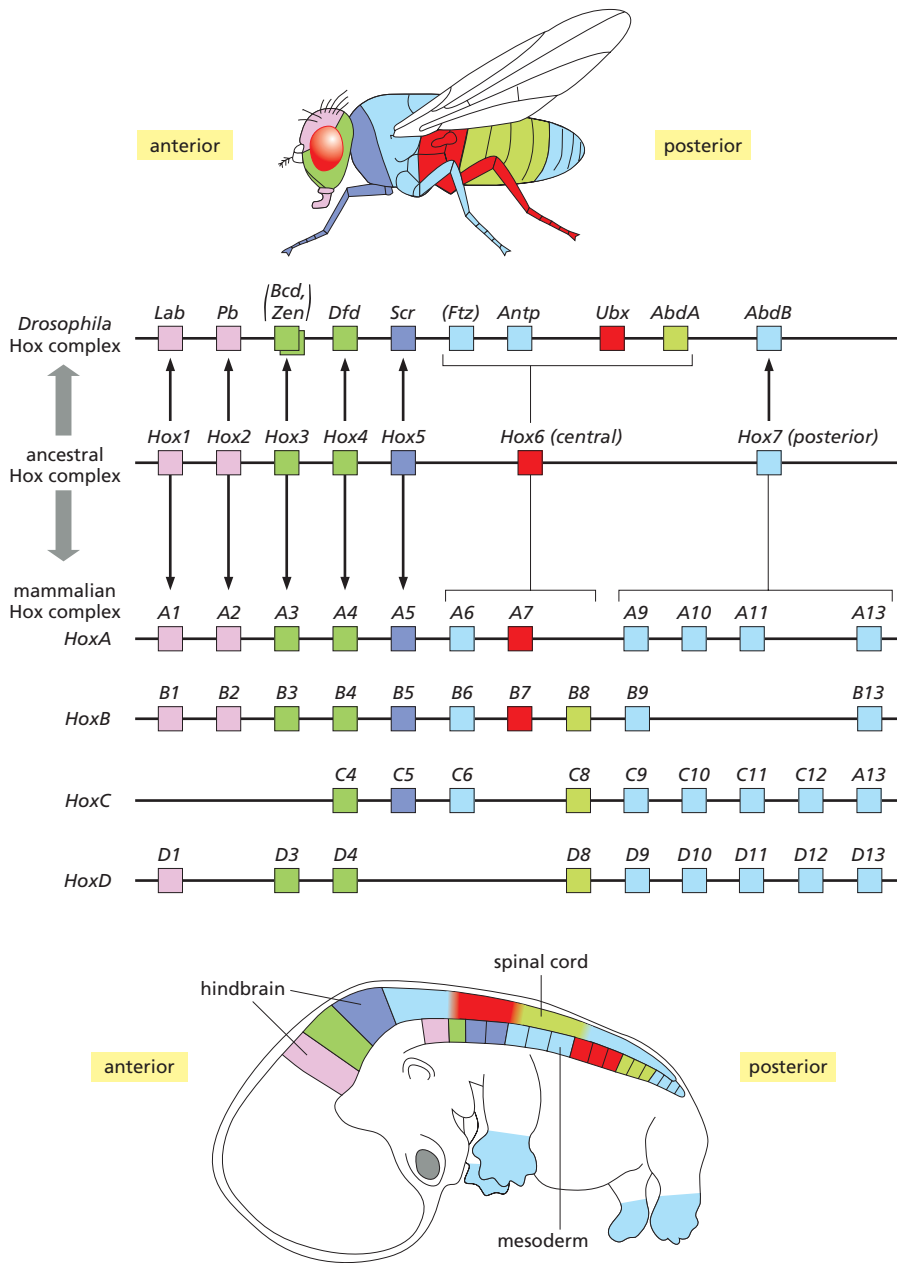 anterior
posterior
(Bcd,
Zen)
Lab Pb Dfd Scr (Ftz) Antp Ubx AbdA AbdB
Drosophila
Hox complex
Hox1 Hox2 Hox3 Hox4 Hox5 Hox6 (central) Hox7 (posterior)
ancestral
Hox complex
mammalian
Hox complex
A1 A2 A3 A4 A5 A6 A7 A9 A10 A11 A13
HoxA
B1 B2 B3 B4 B5 B6 B7 B8 B9 B13
HoxB
C4 C5 C6 C8 C9 C10 C11 C12 A13
HoxC
D1 D3 D4 D8 D9 D10 D11 D12 D13
HoxD
spinal cord
hindbrain
anterior
posterior
mesoderm